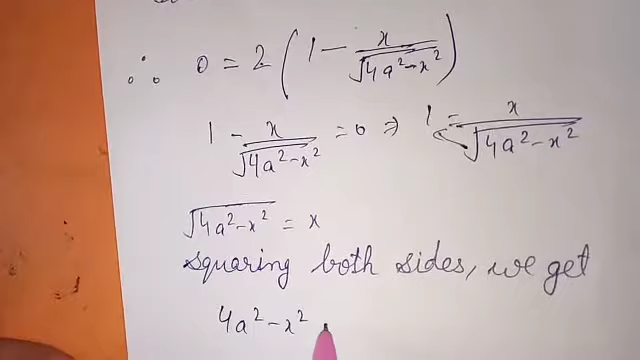 ∴ 0 = 2 ( 1 - x/√(4a² - x²) )
1 - x/√(4a² - x²) = 0 ⇒ 1 = x/√(4a² - x²)
√(4a² - x²) = x
squaring both sides, we get
4a² - x²